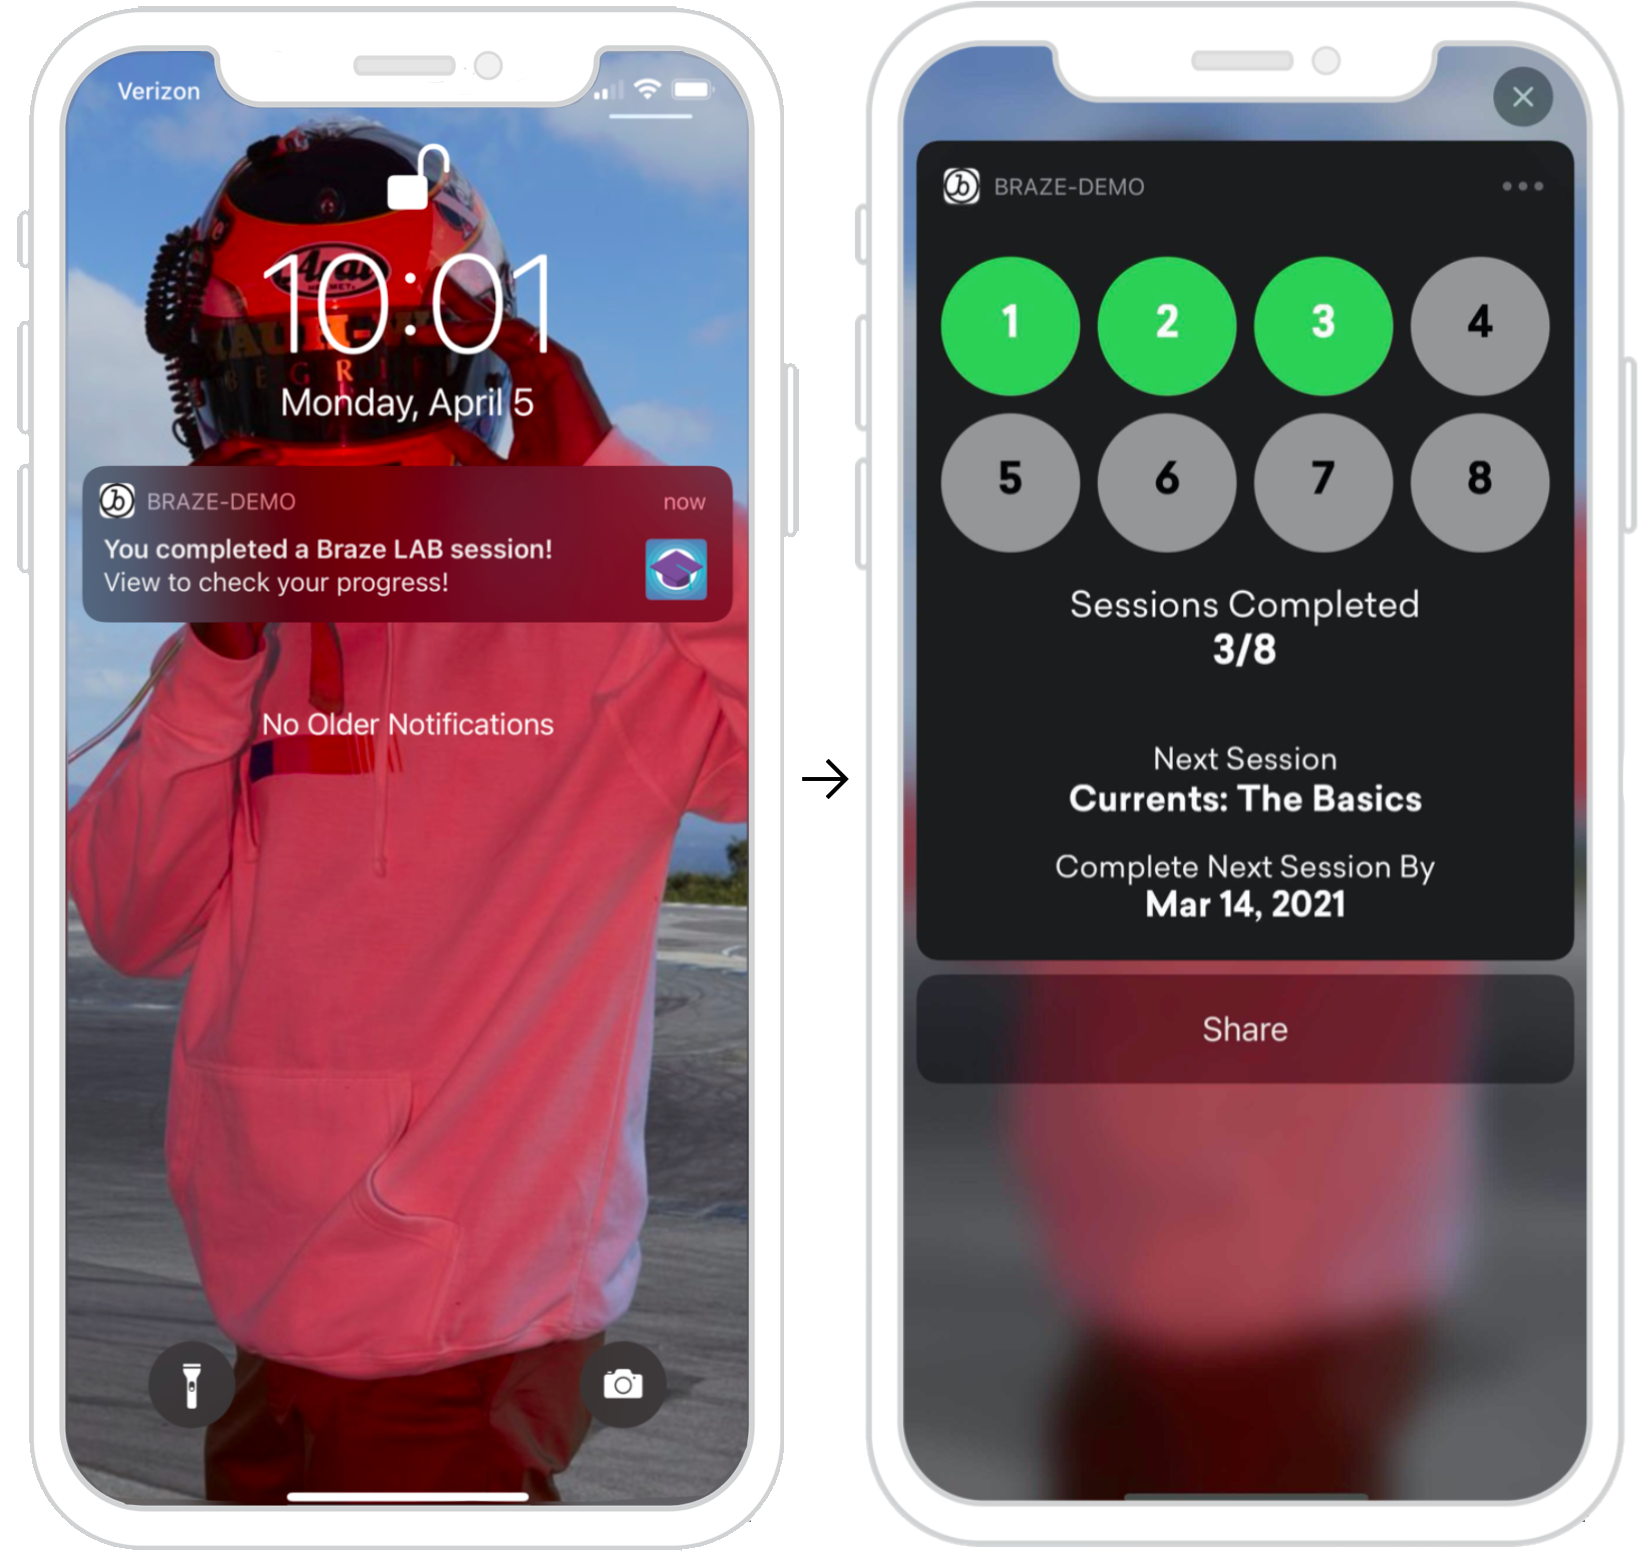 Verizon
Arai
HELMET
10:01
Monday, April 5
b BRAZE-DEMO now
You completed a Braze LAB session!
View to check your progress!
No Older Notifications
b BRAZE-DEMO
1 2 3 4
5 6 7 8
Sessions Completed
3/8
Next Session
Currents: The Basics
Complete Next Session By
Mar 14, 2021
Share